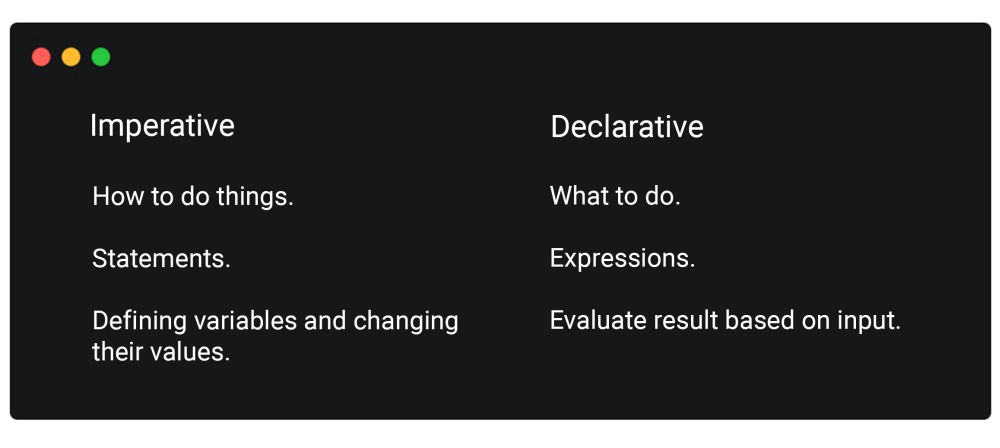 Imperative
Declarative
How to do things.
What to do.
Statements.
Expressions.
Defining variables and changing
their values.
Evaluate result based on input.